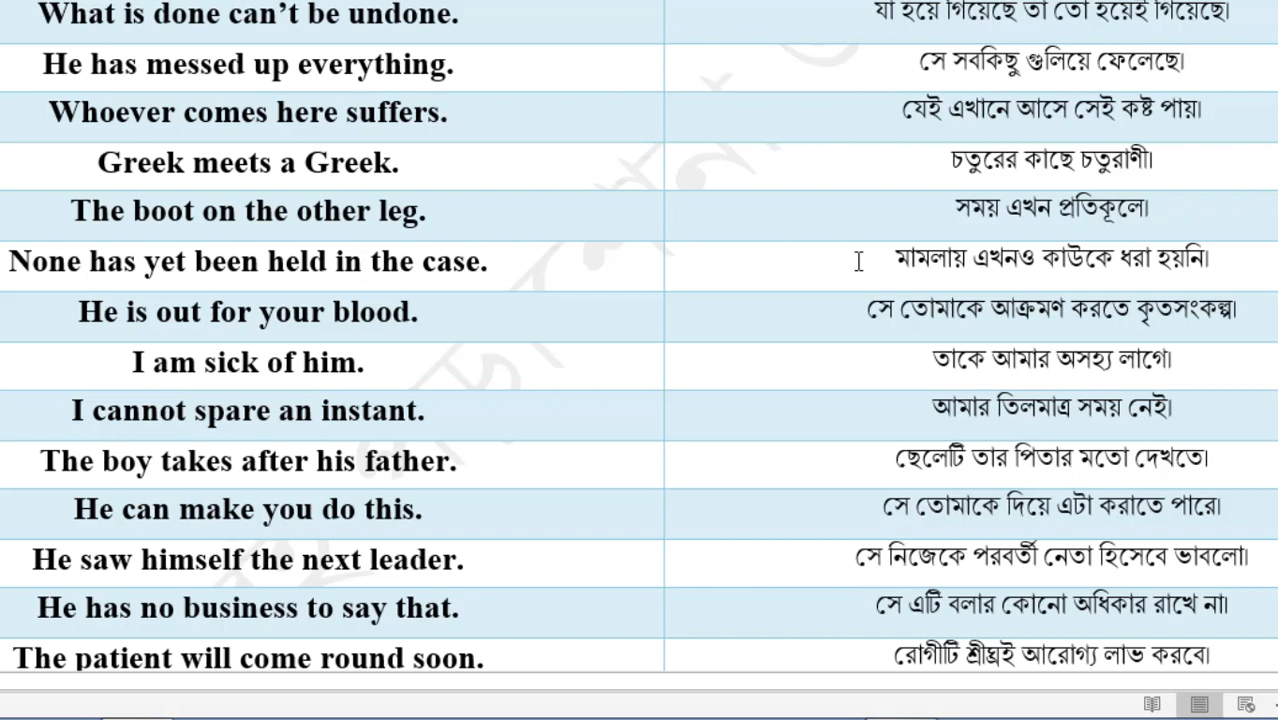 What is done can't be undone. যা হয়ে গিয়েছে তা তো হয়েই গিয়েছে।
He has messed up everything. সে সবকিছু গুলিয়ে ফেলেছে।
Whoever comes here suffers. যেই এখানে আসে সেই কষ্ট পায়।
Greek meets a Greek. চতুরের কাছে চতুরাণী।
The boot on the other leg. সময় এখন প্রতিকূলে।
None has yet been held in the case. মামলায় এখনও কাউকে ধরা হয়নি।
He is out for your blood. সে তোমাকে আক্রমণ করতে কৃতসংকল্প।
I am sick of him. তাকে আমার অসহ্য লাগে।
I cannot spare an instant. আমার তিলমাত্র সময় নেই।
The boy takes after his father. ছেলেটি তার পিতার মতো দেখতে।
He can make you do this. সে তোমাকে দিয়ে এটা করাতে পারে।
He saw himself the next leader. সে নিজেকে পরবর্তী নেতা হিসেবে ভাবলো।
He has no business to say that. সে এটি বলার কোনো অধিকার রাখে না।
The patient will come round soon. রোগীটি শ্রীঘ্রই আরোগ্য লাভ করবে।